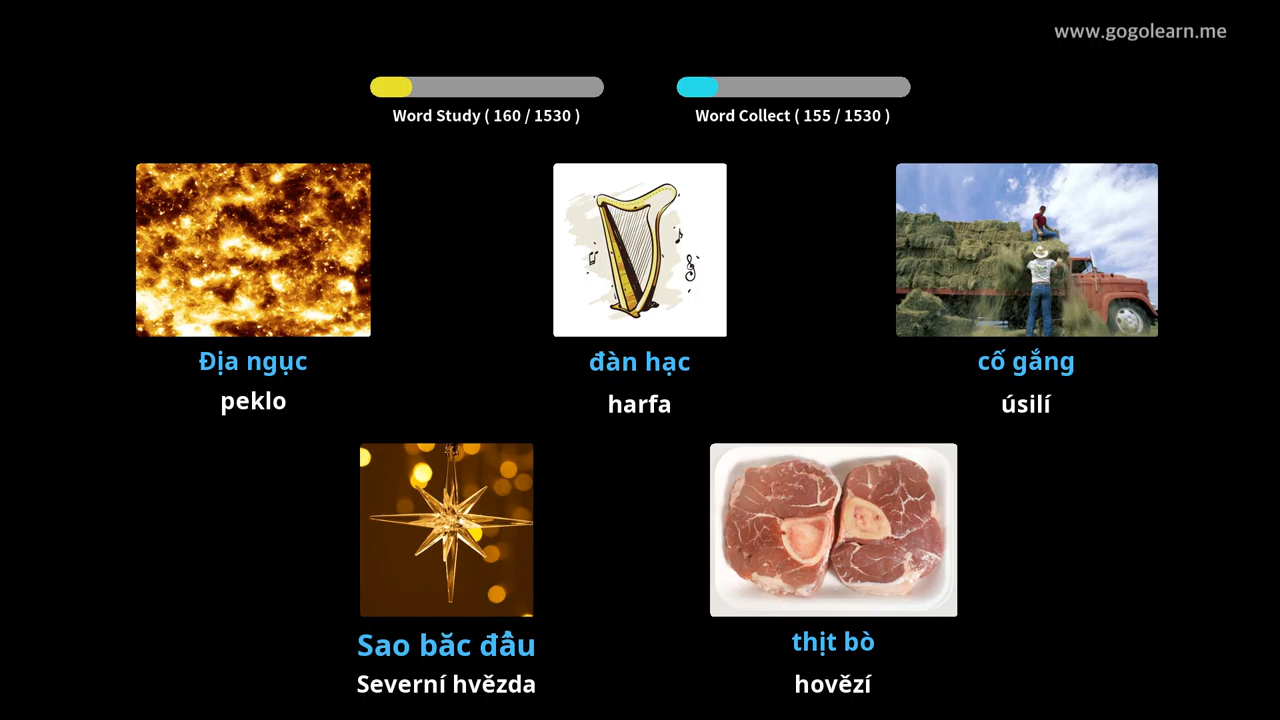 www.gogolearn.me
Word Study ( 160 / 1530 )
Word Collect ( 155 / 1530 )
Địa ngục
đàn hạc
cố gắng
peklo
harfa
úsilí
Sao băc đẩu
thịt bò
Severní hvězda
hovězí